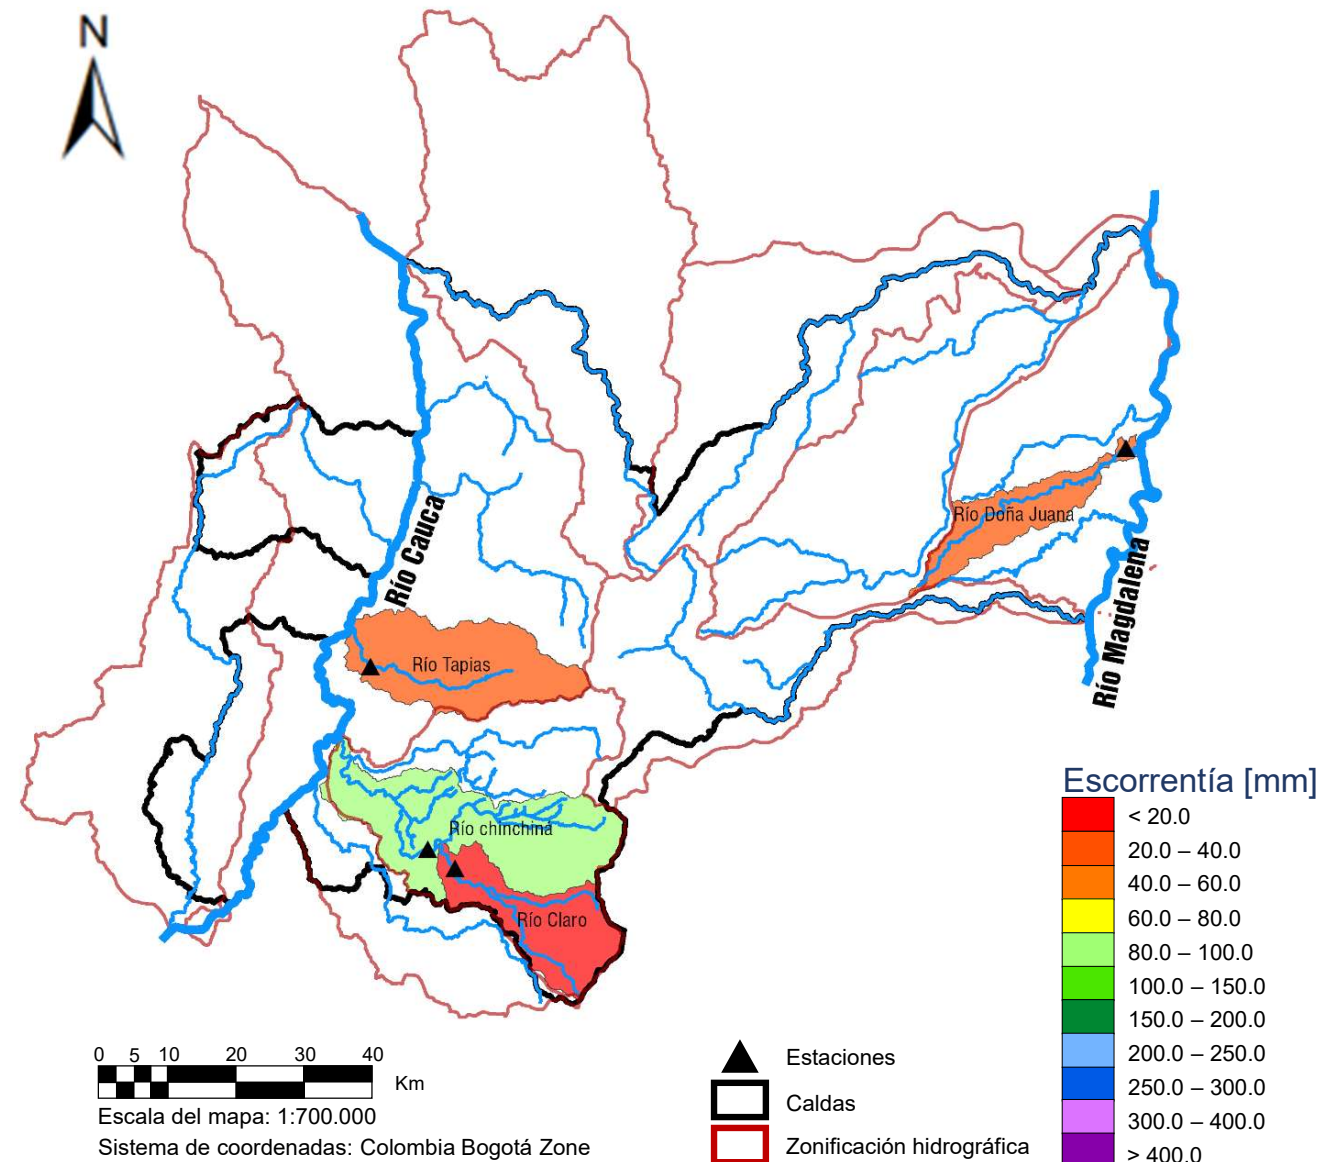 N
Río Cauca
Río Doña Juana
Río Magdalena
Río Tapias
Río chinchiná
Río Claro
Escorrentía [mm]
< 20.0
20.0 – 40.0
40.0 – 60.0
60.0 – 80.0
80.0 – 100.0
100.0 – 150.0
150.0 – 200.0
200.0 – 250.0
250.0 – 300.0
300.0 – 400.0
> 400.0
0 5 10 20 30 40
Km
Escala del mapa: 1:700.000
Sistema de coordenadas: Colombia Bogotá Zone
Estaciones
Caldas
Zonificación hidrográfica